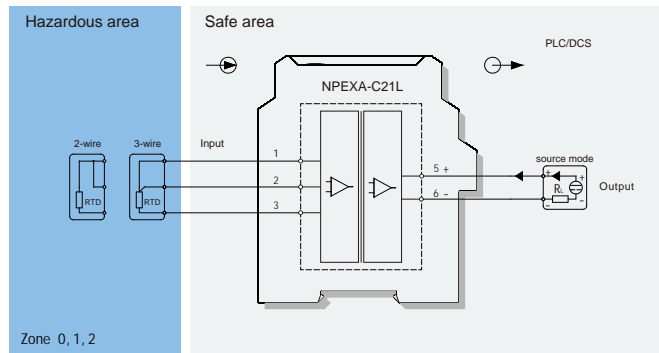 Hazardous area
Safe area
PLC/DCS
NPEXA-C21L
2-wire
3-wire
Input
1
2
3
RTD
RTD
5 +
6 -
source mode
+
+
RL
-
-
Output
Zone 0, 1, 2